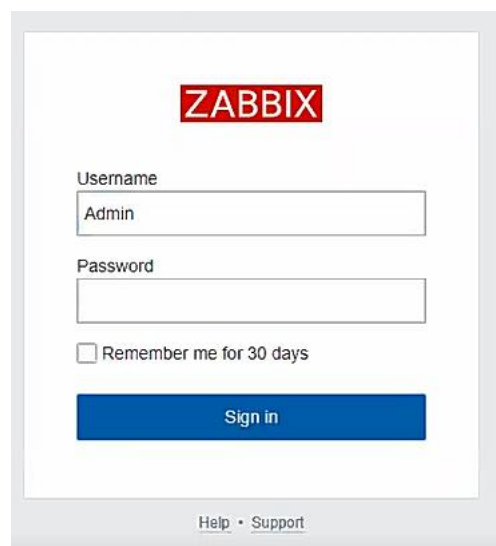 ZABBIX
Username
Admin
Password
Remember me for 30 days
Sign in
Help • Support